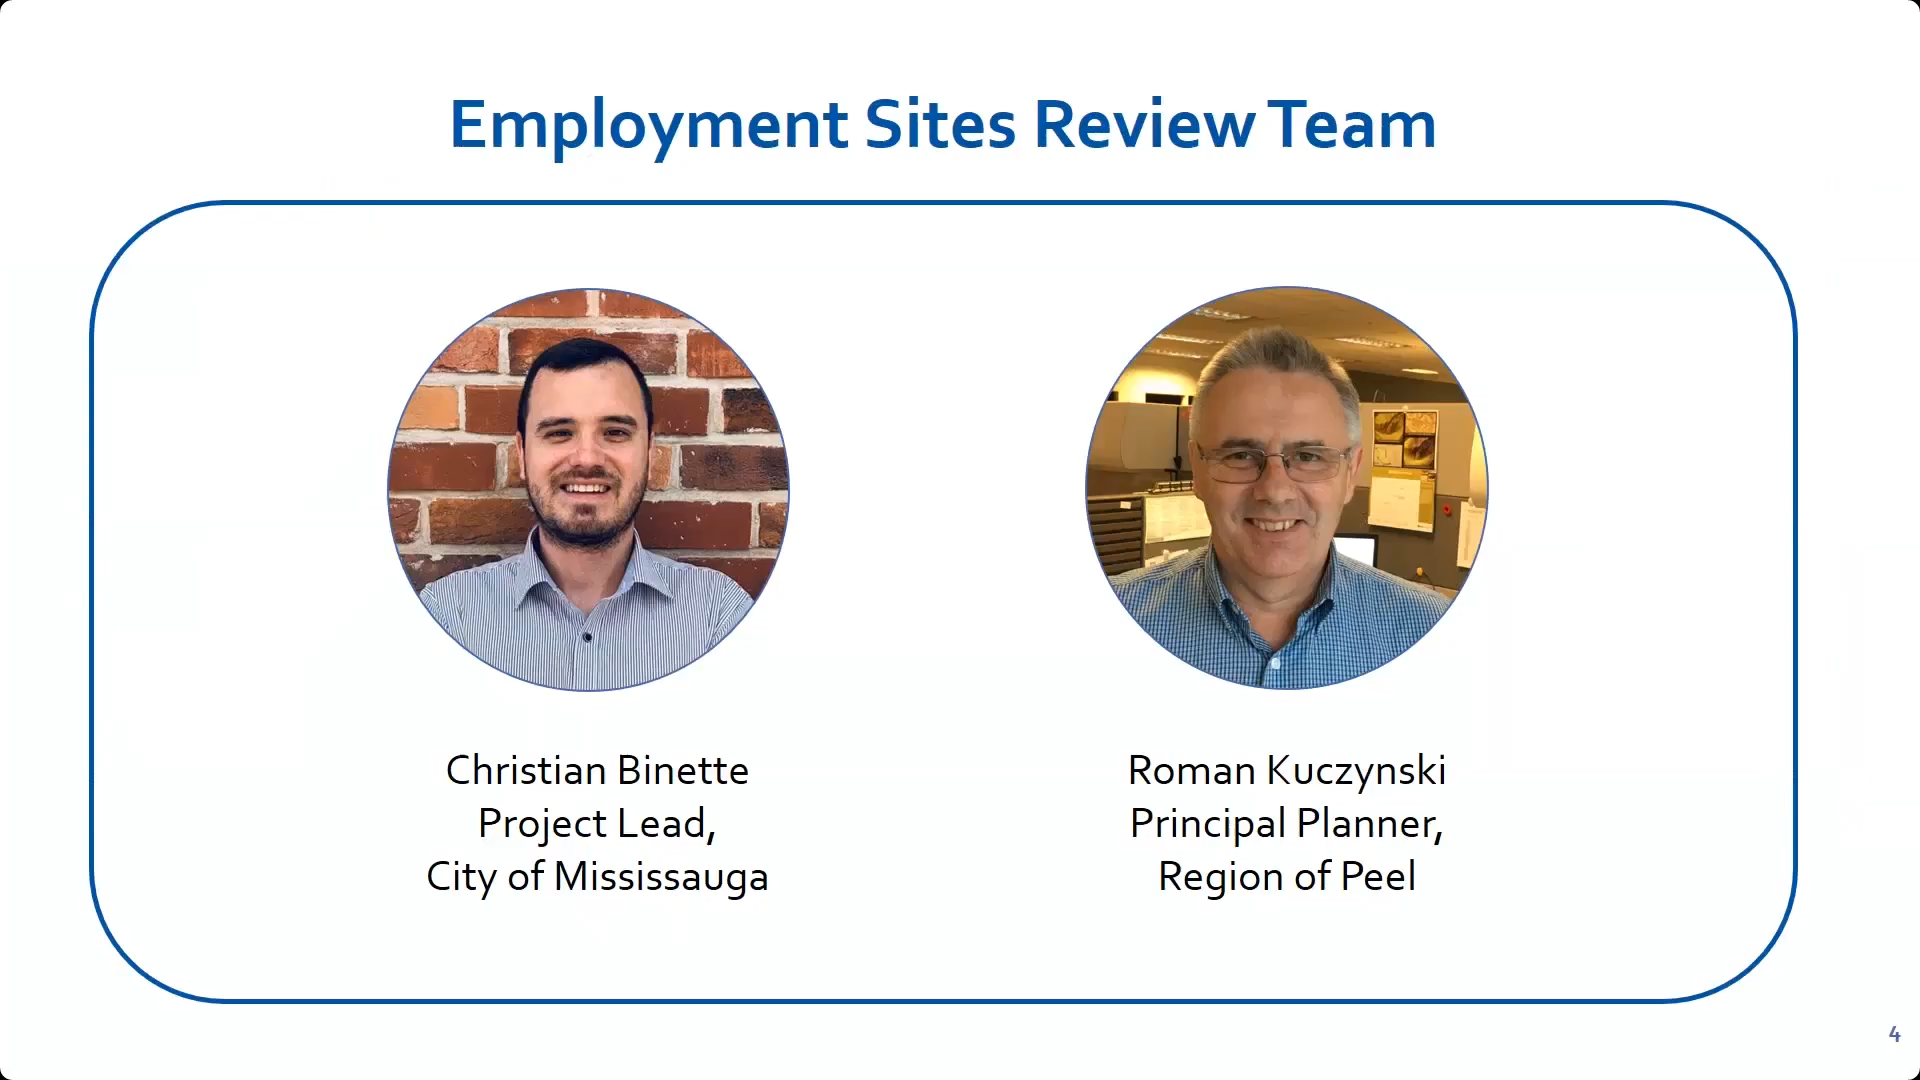 Employment Sites Review Team
Christian Binette
Project Lead,
City of Mississauga
Roman Kuczynski
Principal Planner,
Region of Peel
4